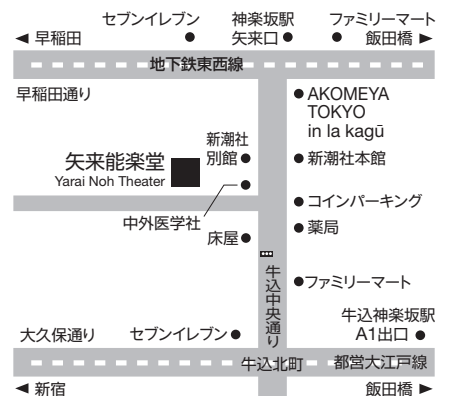 セブンイレブン
神楽坂駅
矢来口
ファミリーマート
◀ 早稲田
飯田橋 ▶
地下鉄東西線
早稲田通り
AKOMEYA
TOKYO
in la kagū
新潮社
別館
新潮社本館
矢来能楽堂
Yarai Noh Theater
コインパーキング
中外医学社
薬局
床屋
牛込中央通り
ファミリーマート
牛込神楽坂駅
A1出口
大久保通り
セブンイレブン
牛込北町
都営大江戸線
◀ 新宿
飯田橋 ▶